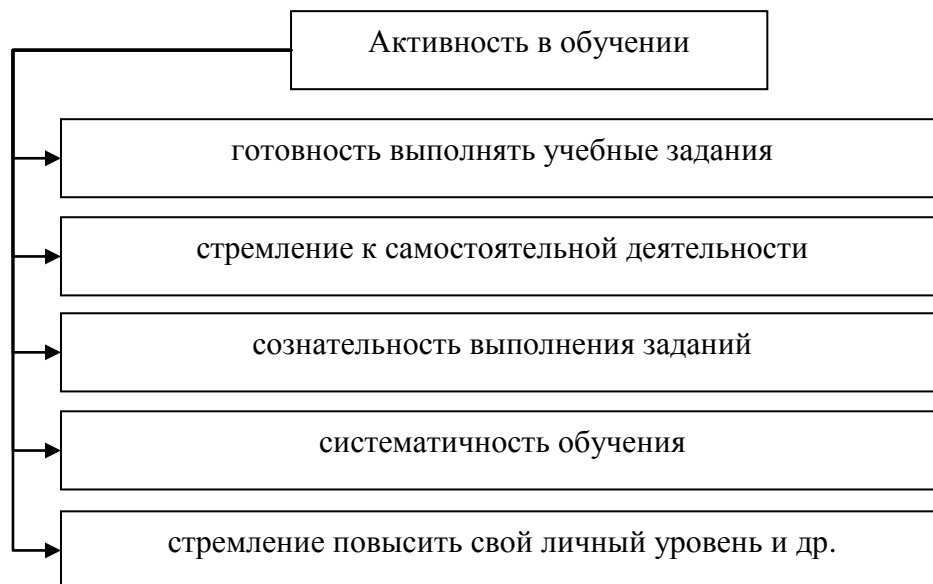 Активность в обучении
готовность выполнять учебные задания
стремление к самостоятельной деятельности
сознательность выполнения заданий
систематичность обучения
стремление повысить свой личный уровень и др.